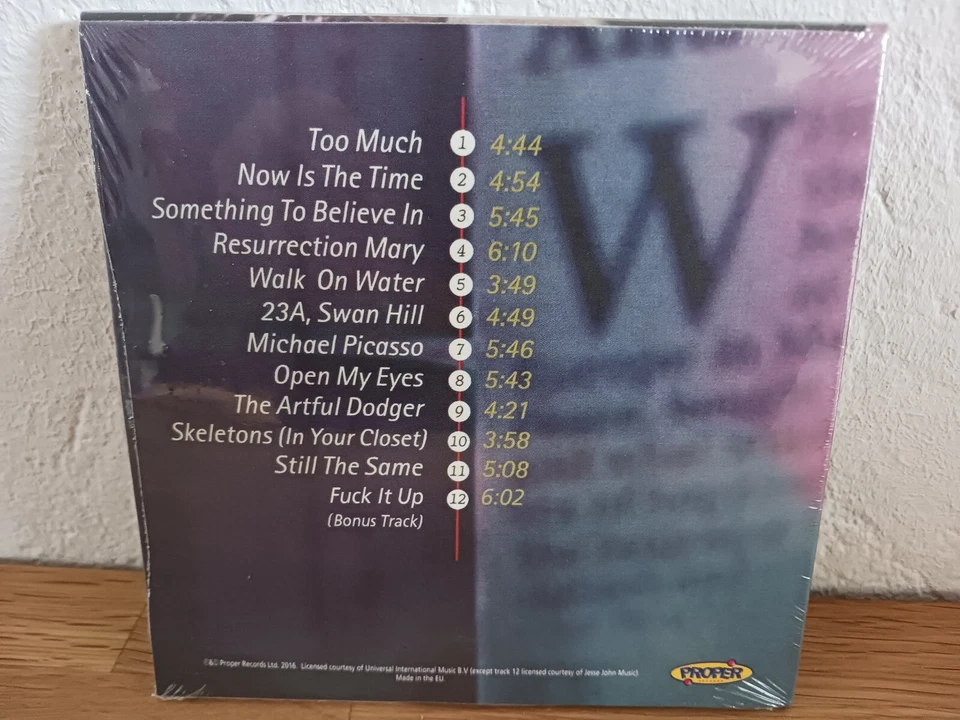 Too Much 1 4:44
Now Is The Time 2 4:54
Something To Believe In 3 5:45
Resurrection Mary 4 6:10
Walk On Water 5 3:49
23A, Swan Hill 6 4:49
Michael Picasso 7 5:46
Open My Eyes 8 5:43
The Artful Dodger 9 4:21
Skeletons (In Your Closet) 10 3:58
Still The Same 11 5:08
Fuck It Up 12 6:02
(Bonus Track)
W
℗&© Proper Records Ltd. 2016. Licensed courtesy of Universal International Music B.V (except track 12 licensed courtesy of Jesse John Music)
Made in the EU.
PROPER